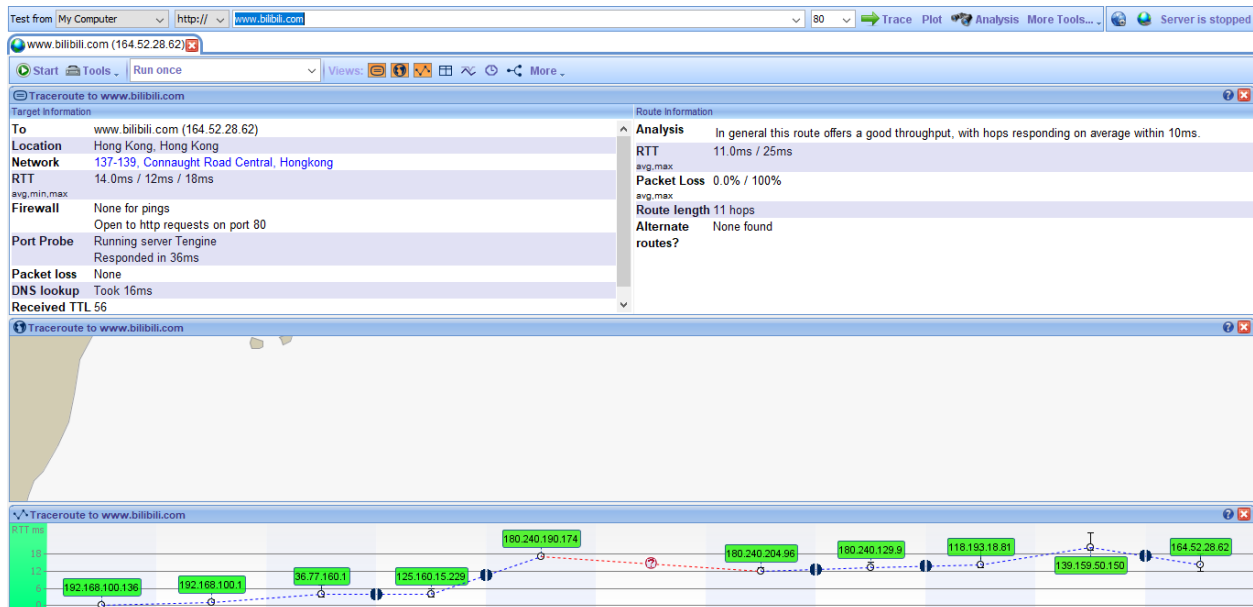 Test from My Computer http:// www.bilibili.com 80 Trace Plot Analysis More Tools... Server is stopped
www.bilibili.com (164.52.28.62)
Start Tools Run once Views: More
Traceroute to www.bilibili.com
Target Information
To www.bilibili.com (164.52.28.62)
Location Hong Kong, Hong Kong
Network 137-139, Connaught Road Central, Hongkong
RTT 14.0ms / 12ms / 18ms
avg,min,max
Firewall None for pings
Open to http requests on port 80
Port Probe Running server Tengine
Responded in 36ms
Packet loss None
DNS lookup Took 16ms
Received TTL 56
Route Information
Analysis In general this route offers a good throughput, with hops responding on average within 10ms.
RTT 11.0ms / 25ms
avg,max
Packet Loss 0.0% / 100%
avg,max
Route length 11 hops
Alternate None found
routes?
Traceroute to www.bilibili.com
Traceroute to www.bilibili.com
RTT ms
18
12
6
0
192.168.100.136
192.168.100.1
36.77.160.1
125.160.15.229
180.240.190.174
?
180.240.204.96
180.240.129.9
118.193.18.81
139.159.50.150
164.52.28.62